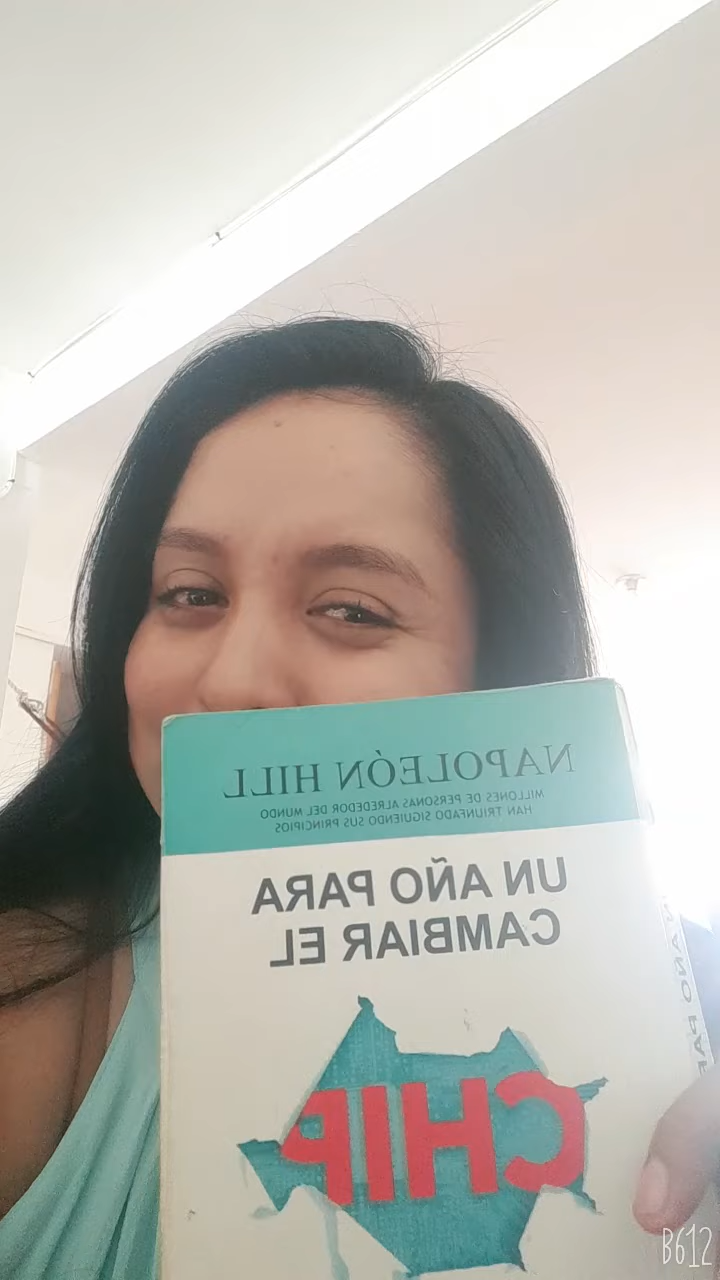 NAPOLEÓN HILL
MILLONES DE PERSONAS ALREDEDOR DEL MUNDO
HAN TRIUNFADO SIGUIENDO SUS PRINCIPIOS
UN AÑO PARA
CAMBIAR EL
CHIP
B612